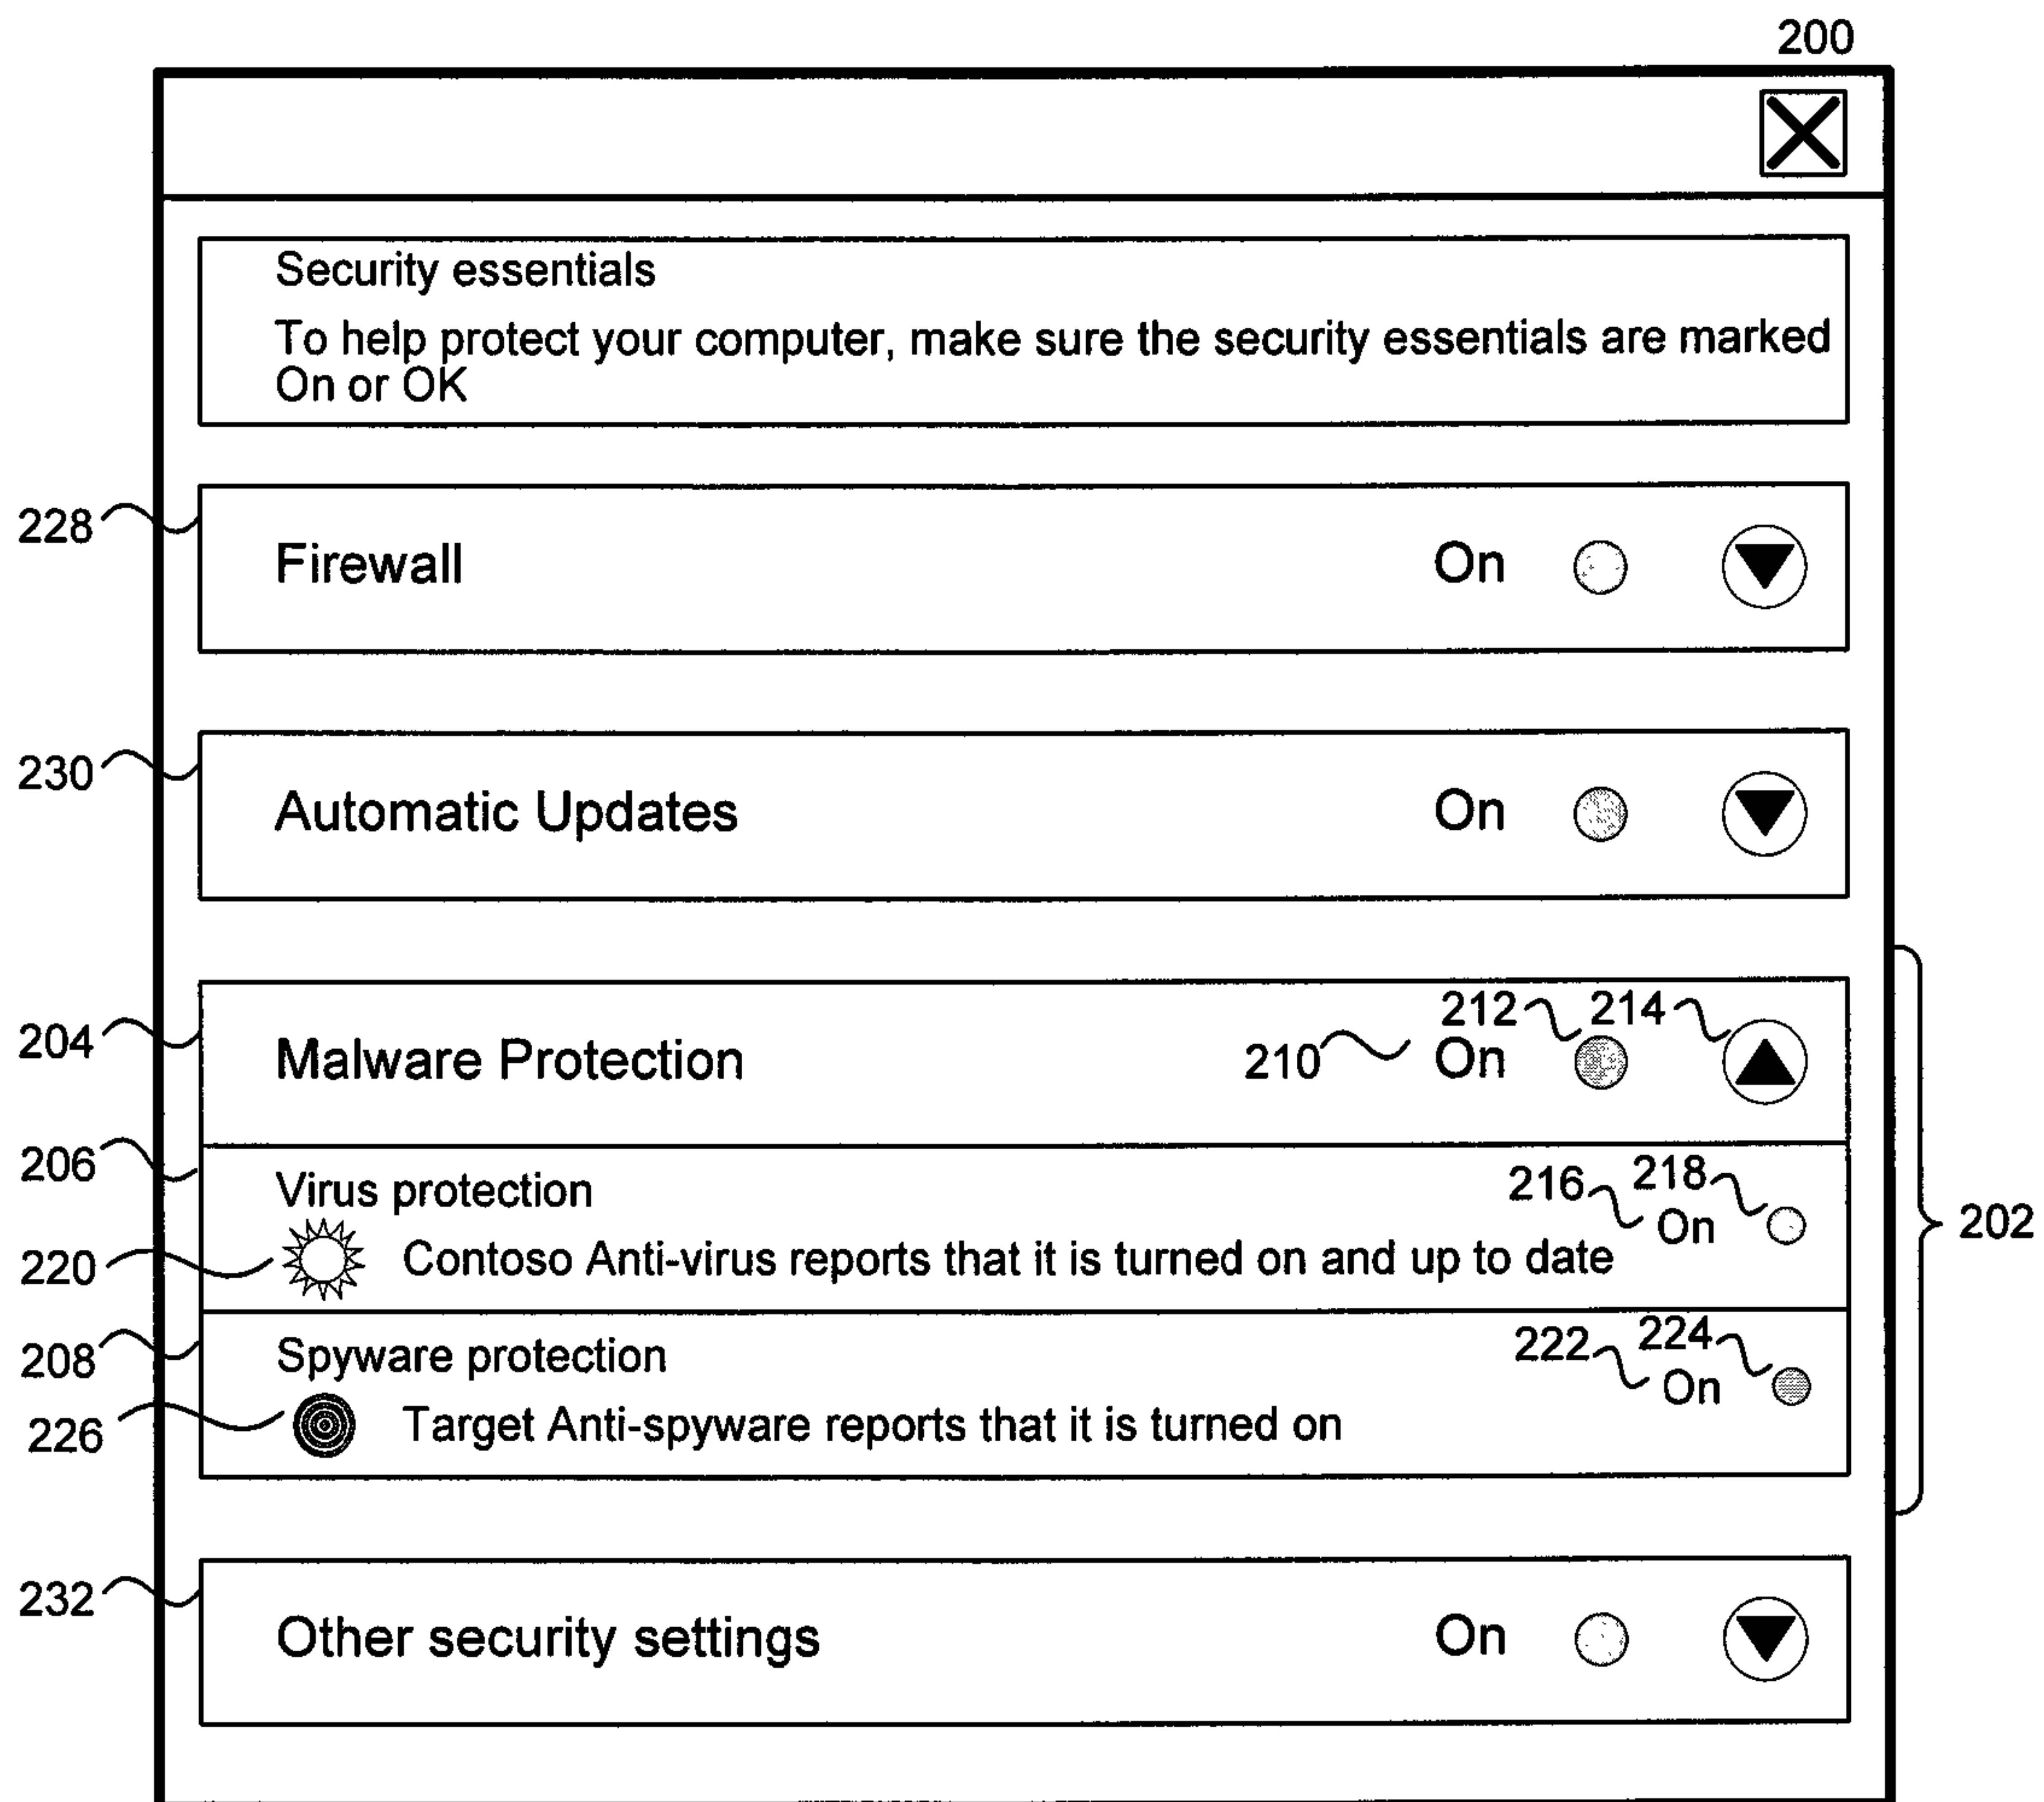 200
Security essentials
To help protect your computer, make sure the security essentials are marked
On or OK
228
Firewall On
230
Automatic Updates On
212 214
204 Malware Protection 210 On
206
Virus protection 216 218
On
202
220 Contoso Anti-virus reports that it is turned on and up to date
208 Spyware protection 222 224
On
226 Target Anti-spyware reports that it is turned on
232
Other security settings On